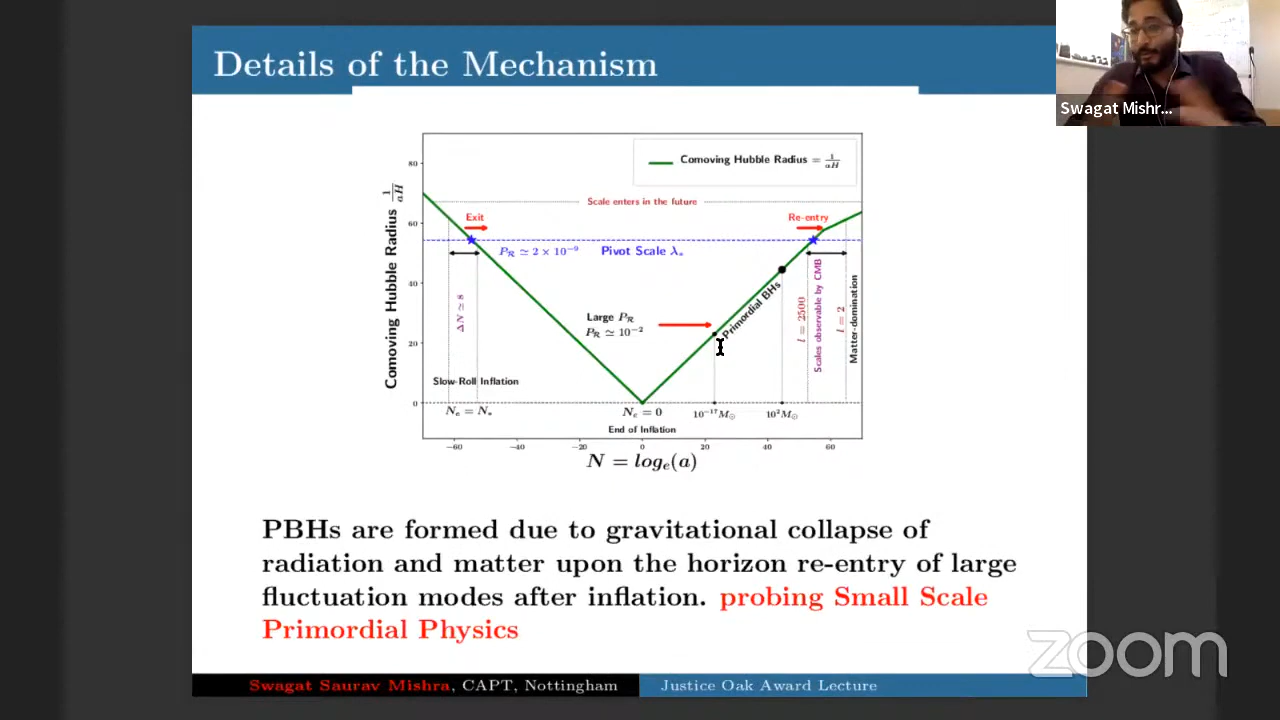 Details of the Mechanism
Swagat Mishr...
Comoving Hubble Radius = 1/aH
Scale enters in the future
Exit
Re-entry
P_R ≃ 2 × 10⁻⁹
Pivot Scale λ*
ΔN ≃ 8
Large P_R
P_R ≃ 10⁻²
Primordial BHs
l = 2500
Scales observable by CMB
l = 2
Matter-domination
Slow-Roll Inflation
N_e = N_*
N_e = 0
10⁻¹⁷M⊙
10²M⊙
End of Inflation
Comoving Hubble Radius 1/aH
80
60
40
20
0
−60
−40
−20
0
20
40
60
N = log_e(a)
PBHs are formed due to gravitational collapse of
radiation and matter upon the horizon re-entry of large
fluctuation modes after inflation. probing Small Scale
Primordial Physics
zoom
Swagat Saurav Mishra, CAPT, Nottingham
Justice Oak Award Lecture